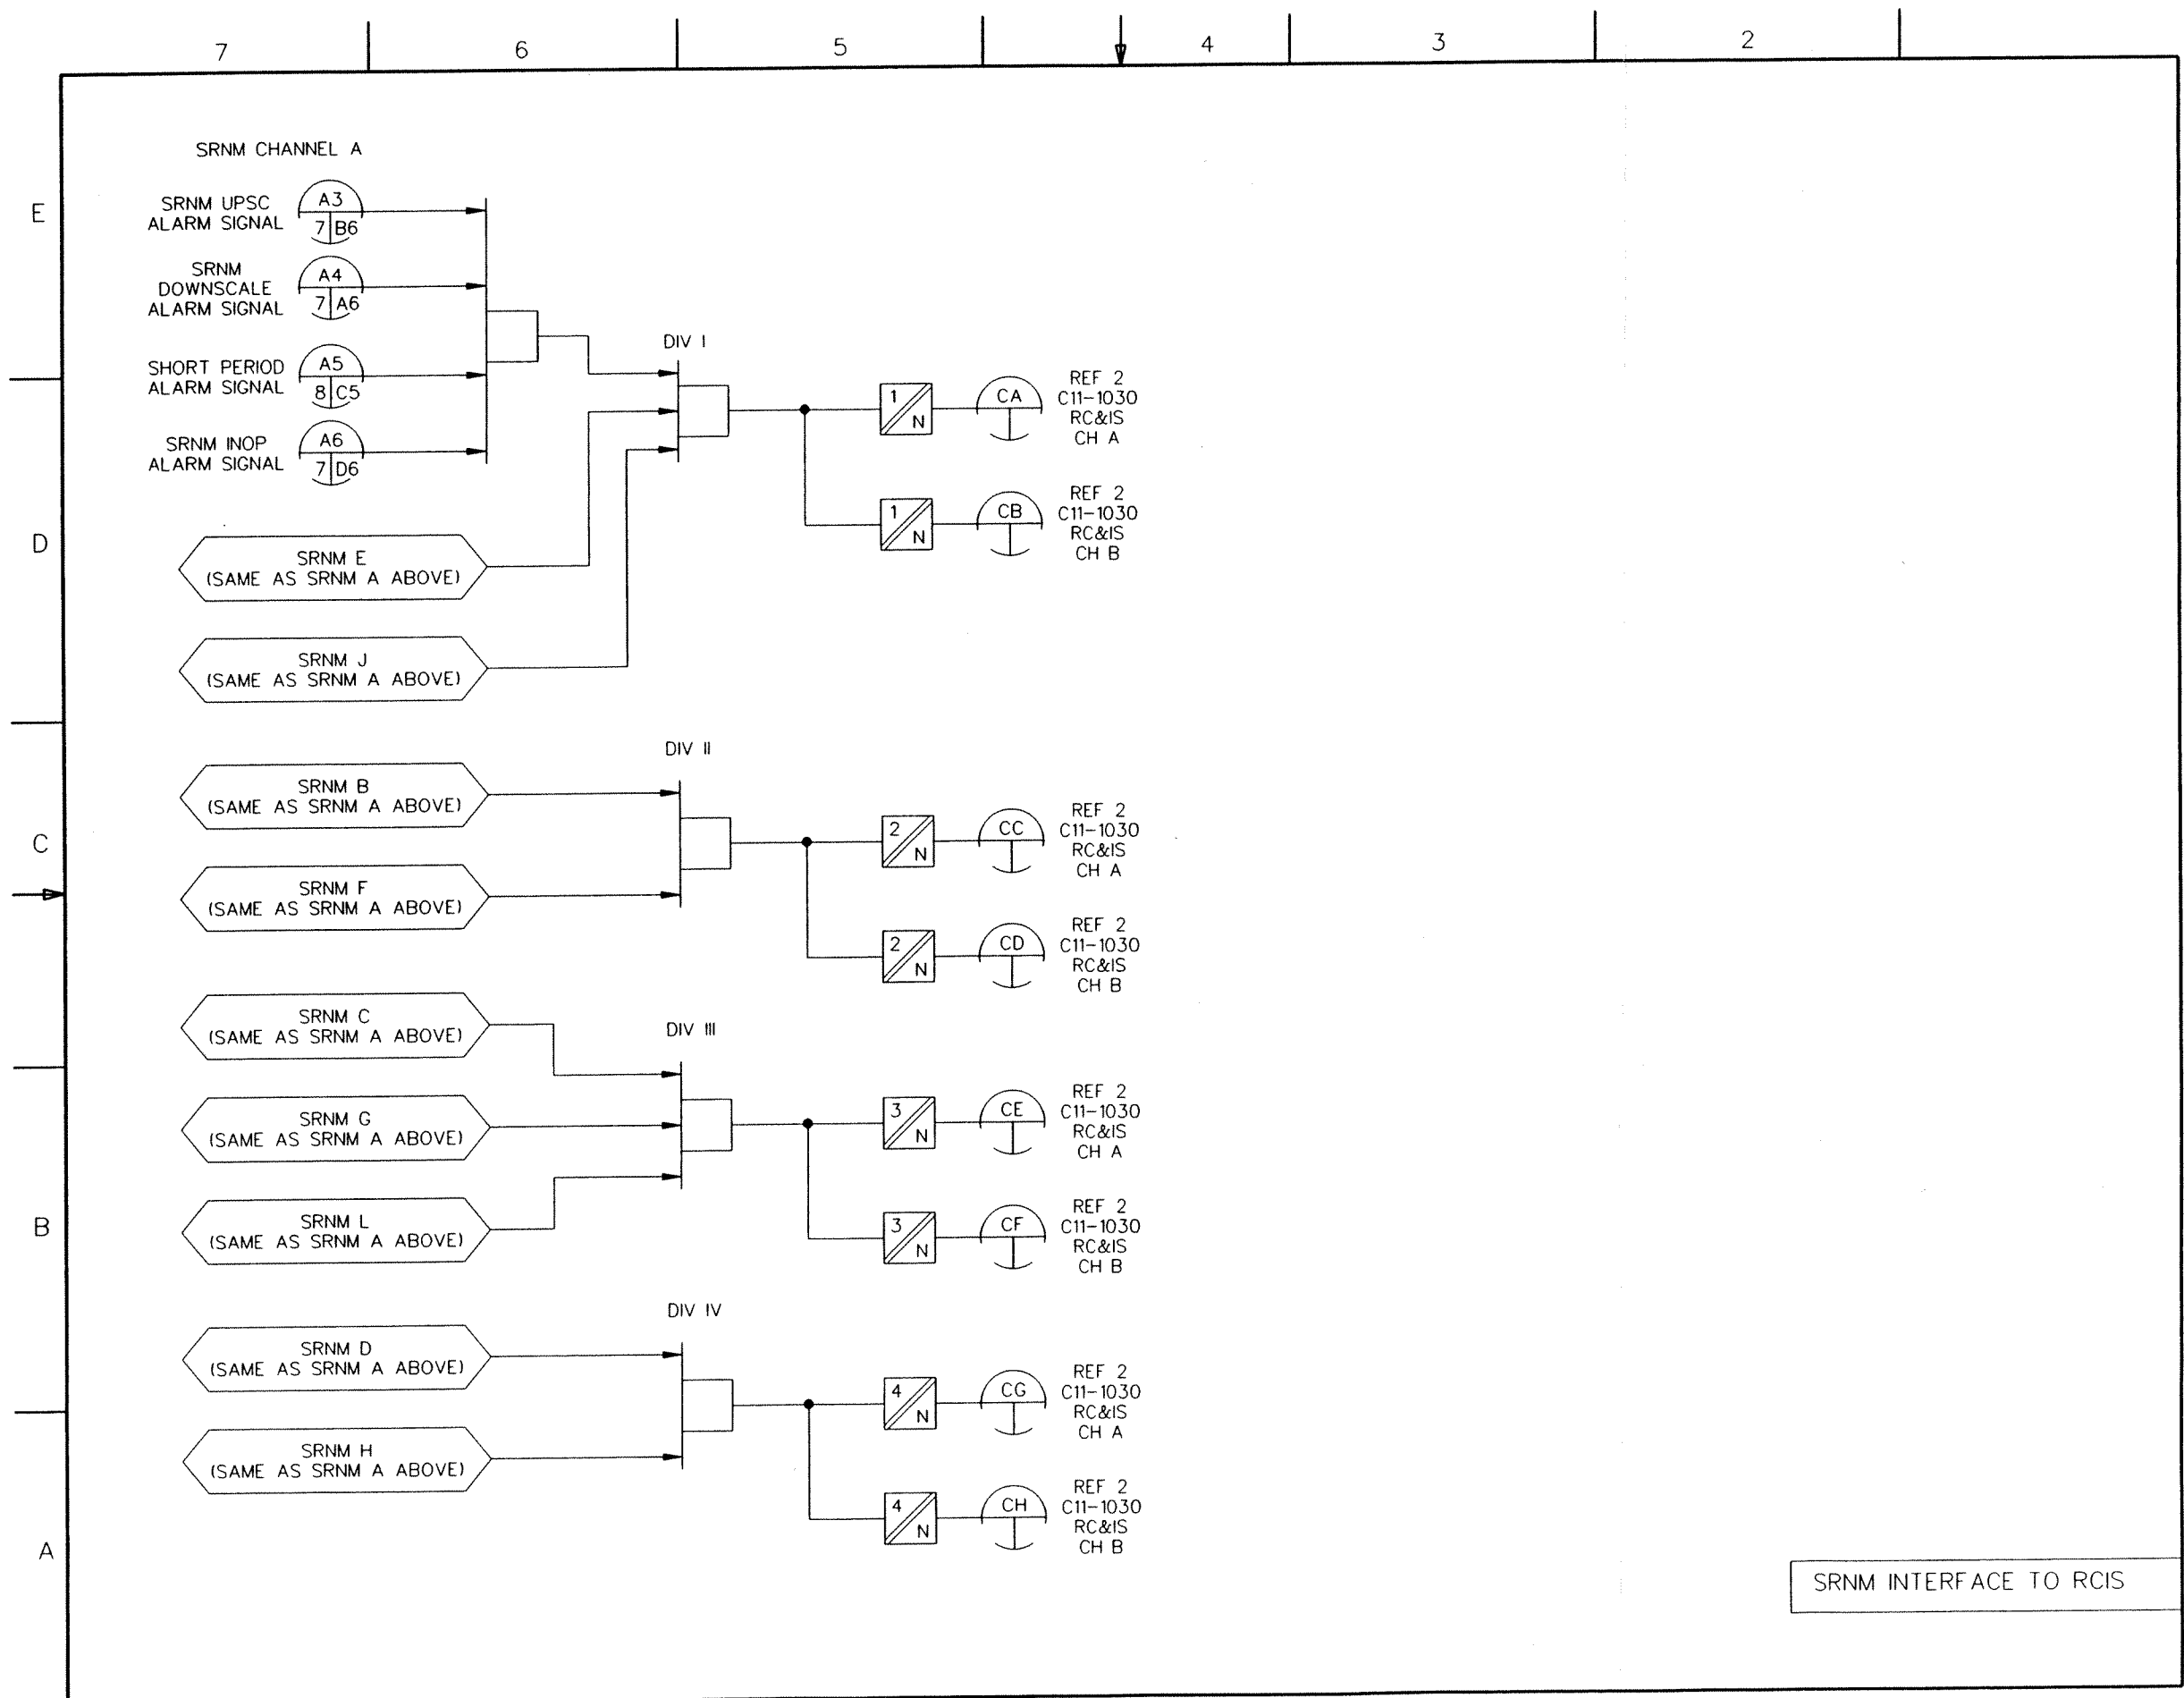 7 6 5 4 3 2
SRNM CHANNEL A
E
SRNM UPSC
ALARM SIGNAL
A3
7 B6
SRNM
DOWNSCALE
ALARM SIGNAL
A4
7 A6
SHORT PERIOD
ALARM SIGNAL
A5
8 C5
SRNM INOP
ALARM SIGNAL
A6
7 D6
DIV I
1
N
CA
REF 2
C11-1030
RC&IS
CH A
1
N
CB
REF 2
C11-1030
RC&IS
CH B
D
SRNM E
(SAME AS SRNM A ABOVE)
SRNM J
(SAME AS SRNM A ABOVE)
DIV II
SRNM B
(SAME AS SRNM A ABOVE)
C
SRNM F
(SAME AS SRNM A ABOVE)
2
N
CC
REF 2
C11-1030
RC&IS
CH A
2
N
CD
REF 2
C11-1030
RC&IS
CH B
SRNM C
(SAME AS SRNM A ABOVE)
DIV III
SRNM G
(SAME AS SRNM A ABOVE)
B
SRNM L
(SAME AS SRNM A ABOVE)
3
N
CE
REF 2
C11-1030
RC&IS
CH A
3
N
CF
REF 2
C11-1030
RC&IS
CH B
DIV IV
SRNM D
(SAME AS SRNM A ABOVE)
SRNM H
(SAME AS SRNM A ABOVE)
4
N
CG
REF 2
C11-1030
RC&IS
CH A
4
N
CH
REF 2
C11-1030
RC&IS
CH B
A
SRNM INTERFACE TO RCIS